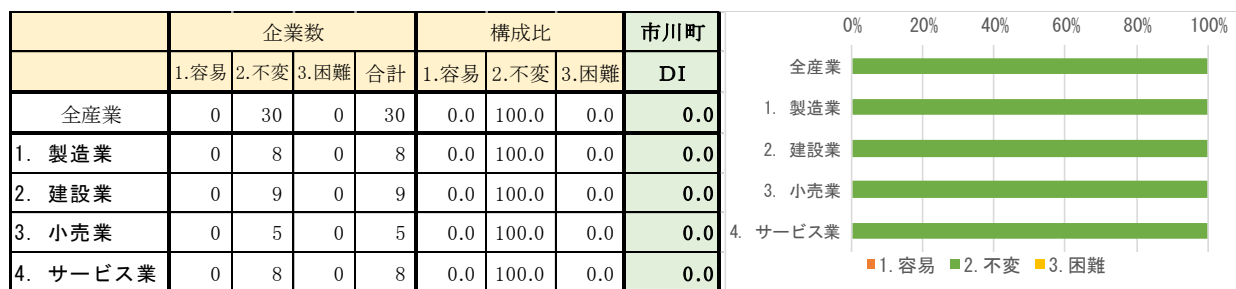 企業数 構成比 市川町
1.容易 2.不変 3.困難 合計 1.容易 2.不変 3.困難 DI
全産業 0 30 0 30 0.0 100.0 0.0 0.0
1. 製造業 0 8 0 8 0.0 100.0 0.0 0.0
2. 建設業 0 9 0 9 0.0 100.0 0.0 0.0
3. 小売業 0 5 0 5 0.0 100.0 0.0 0.0
4. サービス業 0 8 0 8 0.0 100.0 0.0 0.0
0% 20% 40% 60% 80% 100%
全産業
1. 製造業
2. 建設業
3. 小売業
4. サービス業
1.容易 2.不変 3.困難